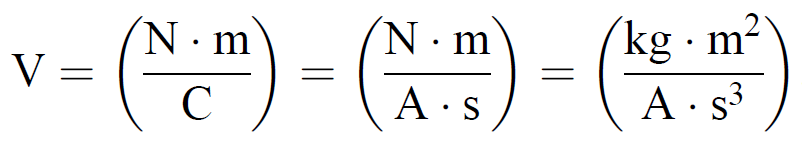 V = (N · m / C) = (N · m / A · s) = (kg · m² / A · s³)